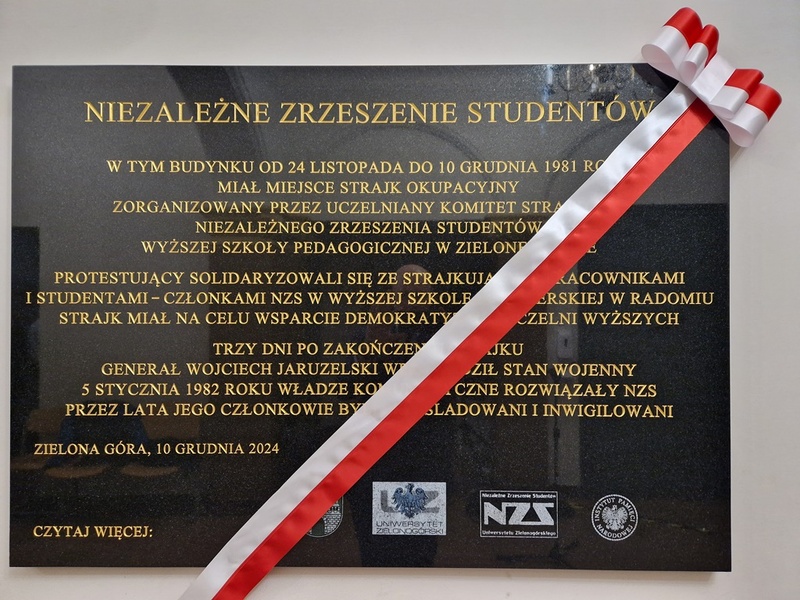 NIEZALEŻNE ZRZESZENIE STUDENTÓW
W TYM BUDYNKU OD 24 LISTOPADA DO 10 GRUDNIA 1981
MIAŁ MIEJSCE STRAJK OKUPACYJNY
ZORGANIZOWANY PRZEZ UCZELNIANY KOMITET
NIEZALEŻNEGO ZRZESZENIA STUDENTÓW
WYŻSZEJ SZKOŁY PEDAGOGICZNEJ W
PROTESTUJĄCY SOLIDARYZOWALI SIĘ ZE
I STUDENTAMI – CZŁONKAMI NZS W WYŻSZEJ SZKOLE W RADOMIU
STRAJK MIAŁ NA CELU WSPARCIE WYŻSZYCH
TRZY DNI PO
GENERAŁ WOJCIECH JARUZELSKI STAN WOJENNY
5 STYCZNIA 1982 ROKU WŁADZE ROZWIĄZAŁY NZS
PRZEZ LATA JEGO CZŁONKOWIE I INWIGILOWANI
ZIELONA GÓRA, 10 GRUDNIA 2024
CZYTAJ WIĘCEJ:
UZ
UNIWERSYTET
ZIELONOGÓRSKI
Niezależne Zrzeszenie Studentów
NZS
Uniwersytetu Zielonogórskiego
INSTYTUT PAMIĘCI
NARODOWEJ